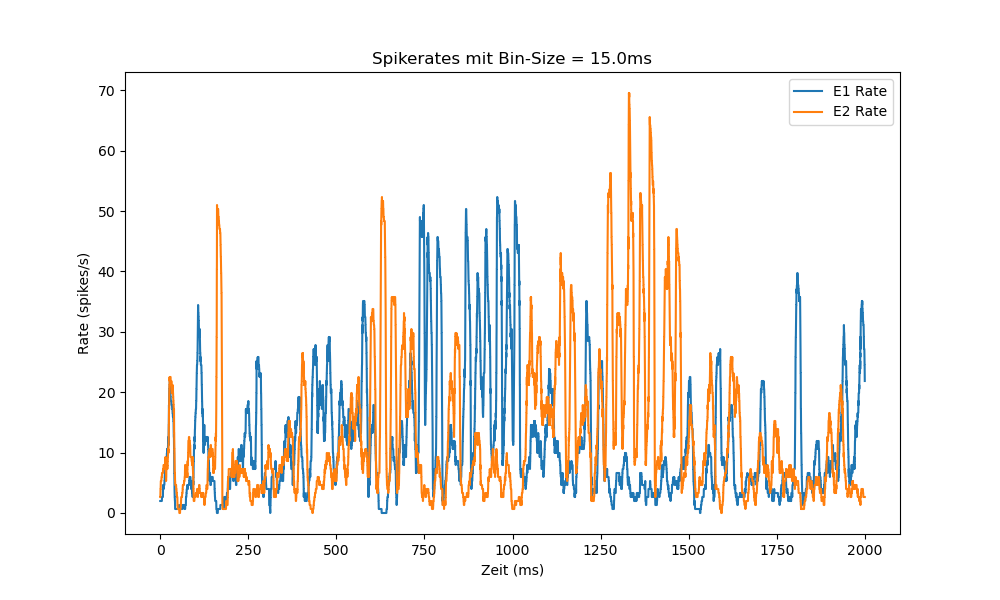 Spikerates mit Bin-Size = 15.0ms
E1 Rate
E2 Rate
70
60
50
40
30
20
10
0
Rate (spikes/s)
0 250 500 750 1000 1250 1500 1750 2000
Zeit (ms)